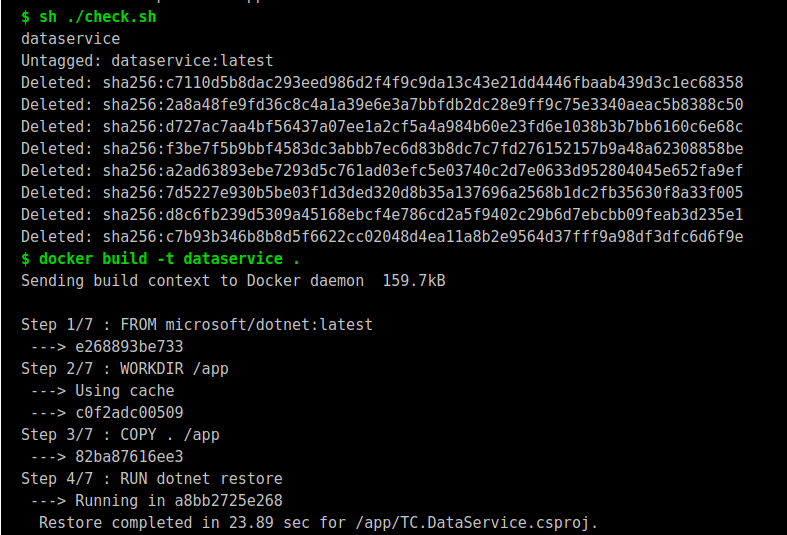 $ sh ./check.sh
dataservice
Untagged: dataservice:latest
Deleted: sha256:c7110d5b8dac293eed986d2f4f9c9da13c43e21dd4446fbaab439d3c1ec68358
Deleted: sha256:2a8a48fe9fd36c8c4a1a39e6e3a7bbfdb2dc28e9ff9c75e3340aeac5b8388c50
Deleted: sha256:d727ac7aa4bf56437a07ee1a2cf5a4a984b60e23fd6e1038b3b7bb6160c6e68c
Deleted: sha256:f3be7f5b9bbf4583dc3abbb7ec6d83b8dc7c7fd276152157b9a48a62308858be
Deleted: sha256:a2ad63893ebe7293d5c761ad03efc5e03740c2d7e0633d952804045e652fa9ef
Deleted: sha256:7d5227e930b5be03f1d3ded320d8b35a137696a2568b1dc2fb35630f8a33f005
Deleted: sha256:d8c6fb239d5309a45168ebcf4e786cd2a5f9402c29b6d7ebcbb09feab3d235e1
Deleted: sha256:c7b93b346b8b8d5f6622cc02048d4ea11a8b2e9564d37fff9a98df3dfc6d6f9e
$ docker build -t dataservice .
Sending build context to Docker daemon  159.7kB
Step 1/7 : FROM microsoft/dotnet:latest
 ---> e268893be733
Step 2/7 : WORKDIR /app
 ---> Using cache
 ---> c0f2adc00509
Step 3/7 : COPY . /app
 ---> 82ba87616ee3
Step 4/7 : RUN dotnet restore
 ---> Running in a8bb2725e268
  Restore completed in 23.89 sec for /app/TC.DataService.csproj.